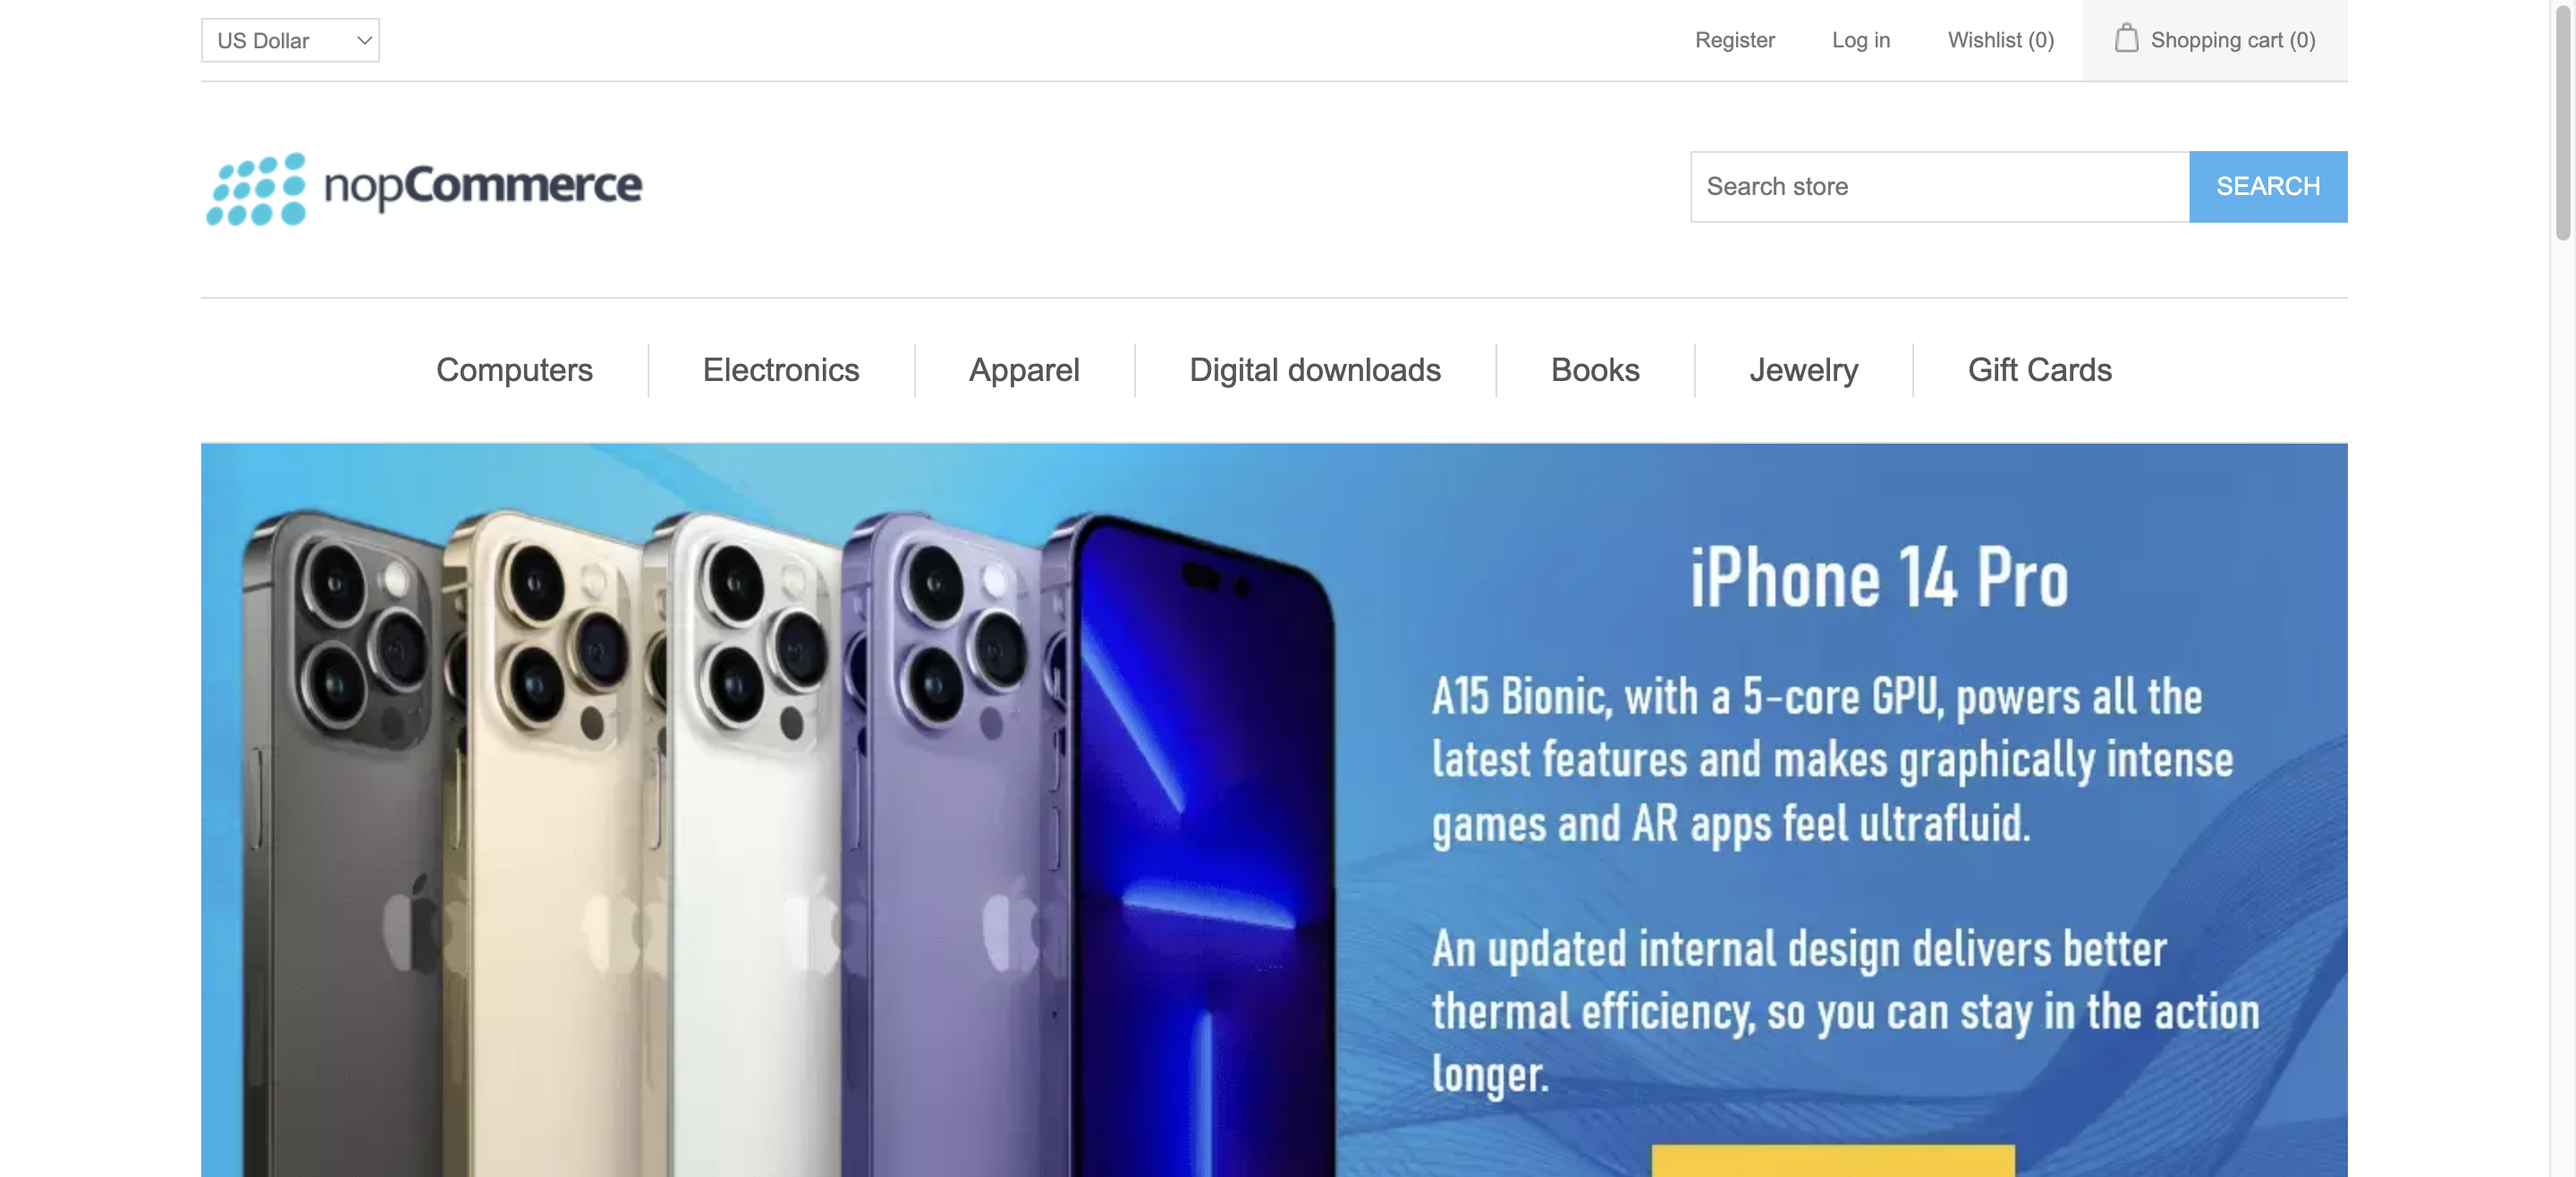 US Dollar
Register
Log in
Wishlist (0)
Shopping cart (0)
nopCommerce
Search store
SEARCH
Computers
Electronics
Apparel
Digital downloads
Books
Jewelry
Gift Cards
iPhone 14 Pro
A15 Bionic, with a 5-core GPU, powers all the
latest features and makes graphically intense
games and AR apps feel ultrafluid.
An updated internal design delivers better
thermal efficiency, so you can stay in the action
longer.